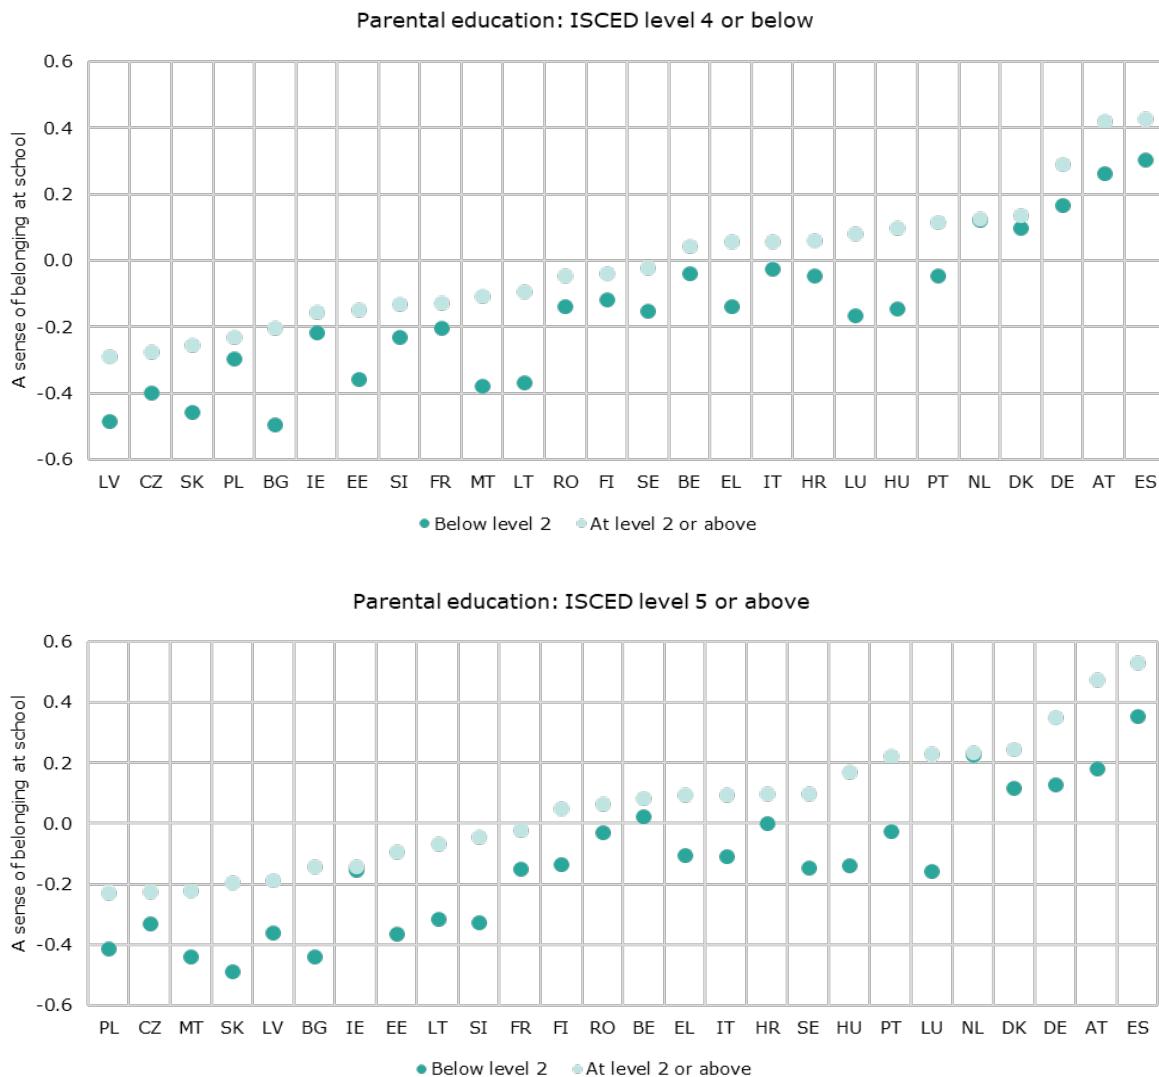 Parental education: ISCED level 4 or below
A sense of belonging at school
0.6
0.4
0.2
0.0
-0.2
-0.4
-0.6
LV CZ SK PL BG IE EE SI FR MT LT RO FI SE BE EL IT HR LU HU PT NL DK DE AT ES
Below level 2 At level 2 or above
Parental education: ISCED level 5 or above
A sense of belonging at school
0.6
0.4
0.2
0.0
-0.2
-0.4
-0.6
PL CZ MT SK LV BG IE EE LT SI FR FI RO BE EL IT HR SE HU PT LU NL DK DE AT ES
Below level 2 At level 2 or above